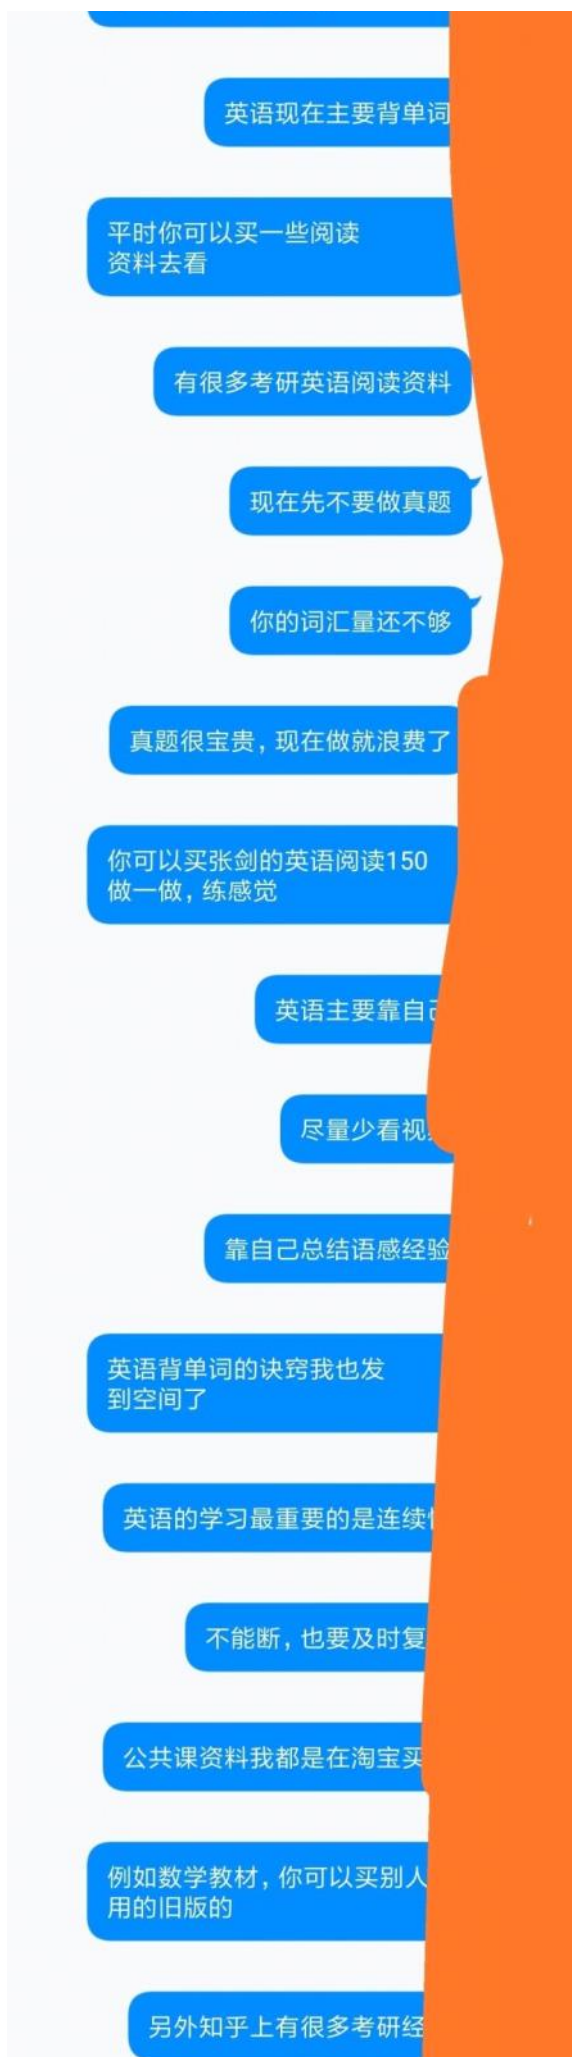 英语现在主要背单词
平时你可以买一些阅读
资料去看
有很多考研英语阅读资料
现在先不要做真题
你的词汇量还不够
真题很宝贵，现在做就浪费了
你可以买张剑的英语阅读150
做一做，练感觉
英语主要靠自
尽量少看视
靠自己总结语感经验
英语背单词的诀窍我也发
到空间了
英语的学习最重要的是连续
不能断，也要及时复
公共课资料我都是在淘宝买
例如数学教材，你可以买别人
用的旧版的
另外知乎上有很多考研经